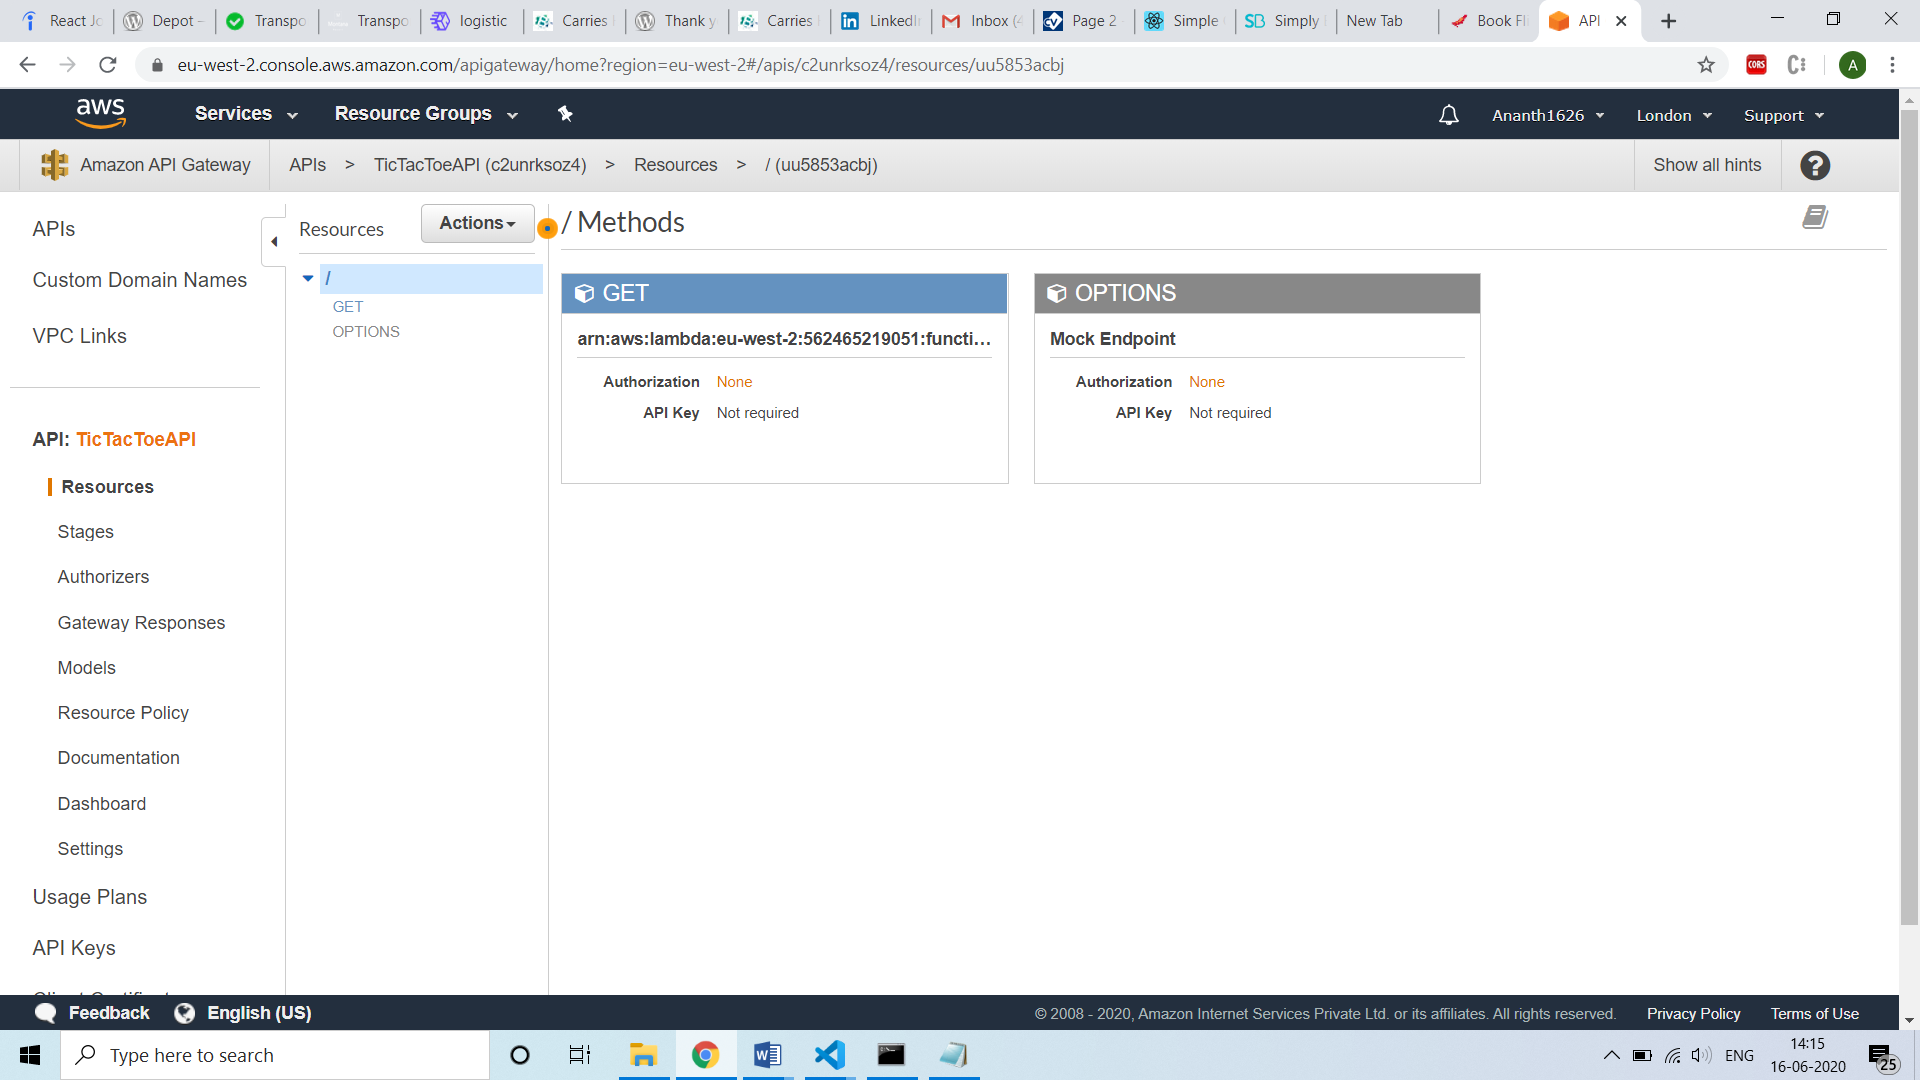 React Jo
Depot –
Transpo
Transpo
logistic
Carries
Thank y
Carries
LinkedIn
Inbox (4
Page 2
Simple
Simply
New Tab
Book Fli
API
eu-west-2.console.aws.amazon.com/apigateway/home?region=eu-west-2#/apis/c2unrksoz4/resources/uu5853acbj
CORS
A
aws
Services
Resource Groups
Ananth1626
London
Support
Amazon API Gateway
APIs > TicTacToeAPI (c2unrksoz4) > Resources > / (uu5853acbj)
Show all hints
?
APIs
Custom Domain Names
VPC Links
API: TicTacToeAPI
Resources
Stages
Authorizers
Gateway Responses
Models
Resource Policy
Documentation
Dashboard
Settings
Usage Plans
API Keys
Resources
Actions
/
GET
OPTIONS
/ Methods
GET
arn:aws:lambda:eu-west-2:562465219051:functi...
Authorization None
API Key Not required
OPTIONS
Mock Endpoint
Authorization None
API Key Not required
Feedback
English (US)
© 2008 - 2020, Amazon Internet Services Private Ltd. or its affiliates. All rights reserved.
Privacy Policy
Terms of Use
Type here to search
ENG
14:15
16-06-2020
25